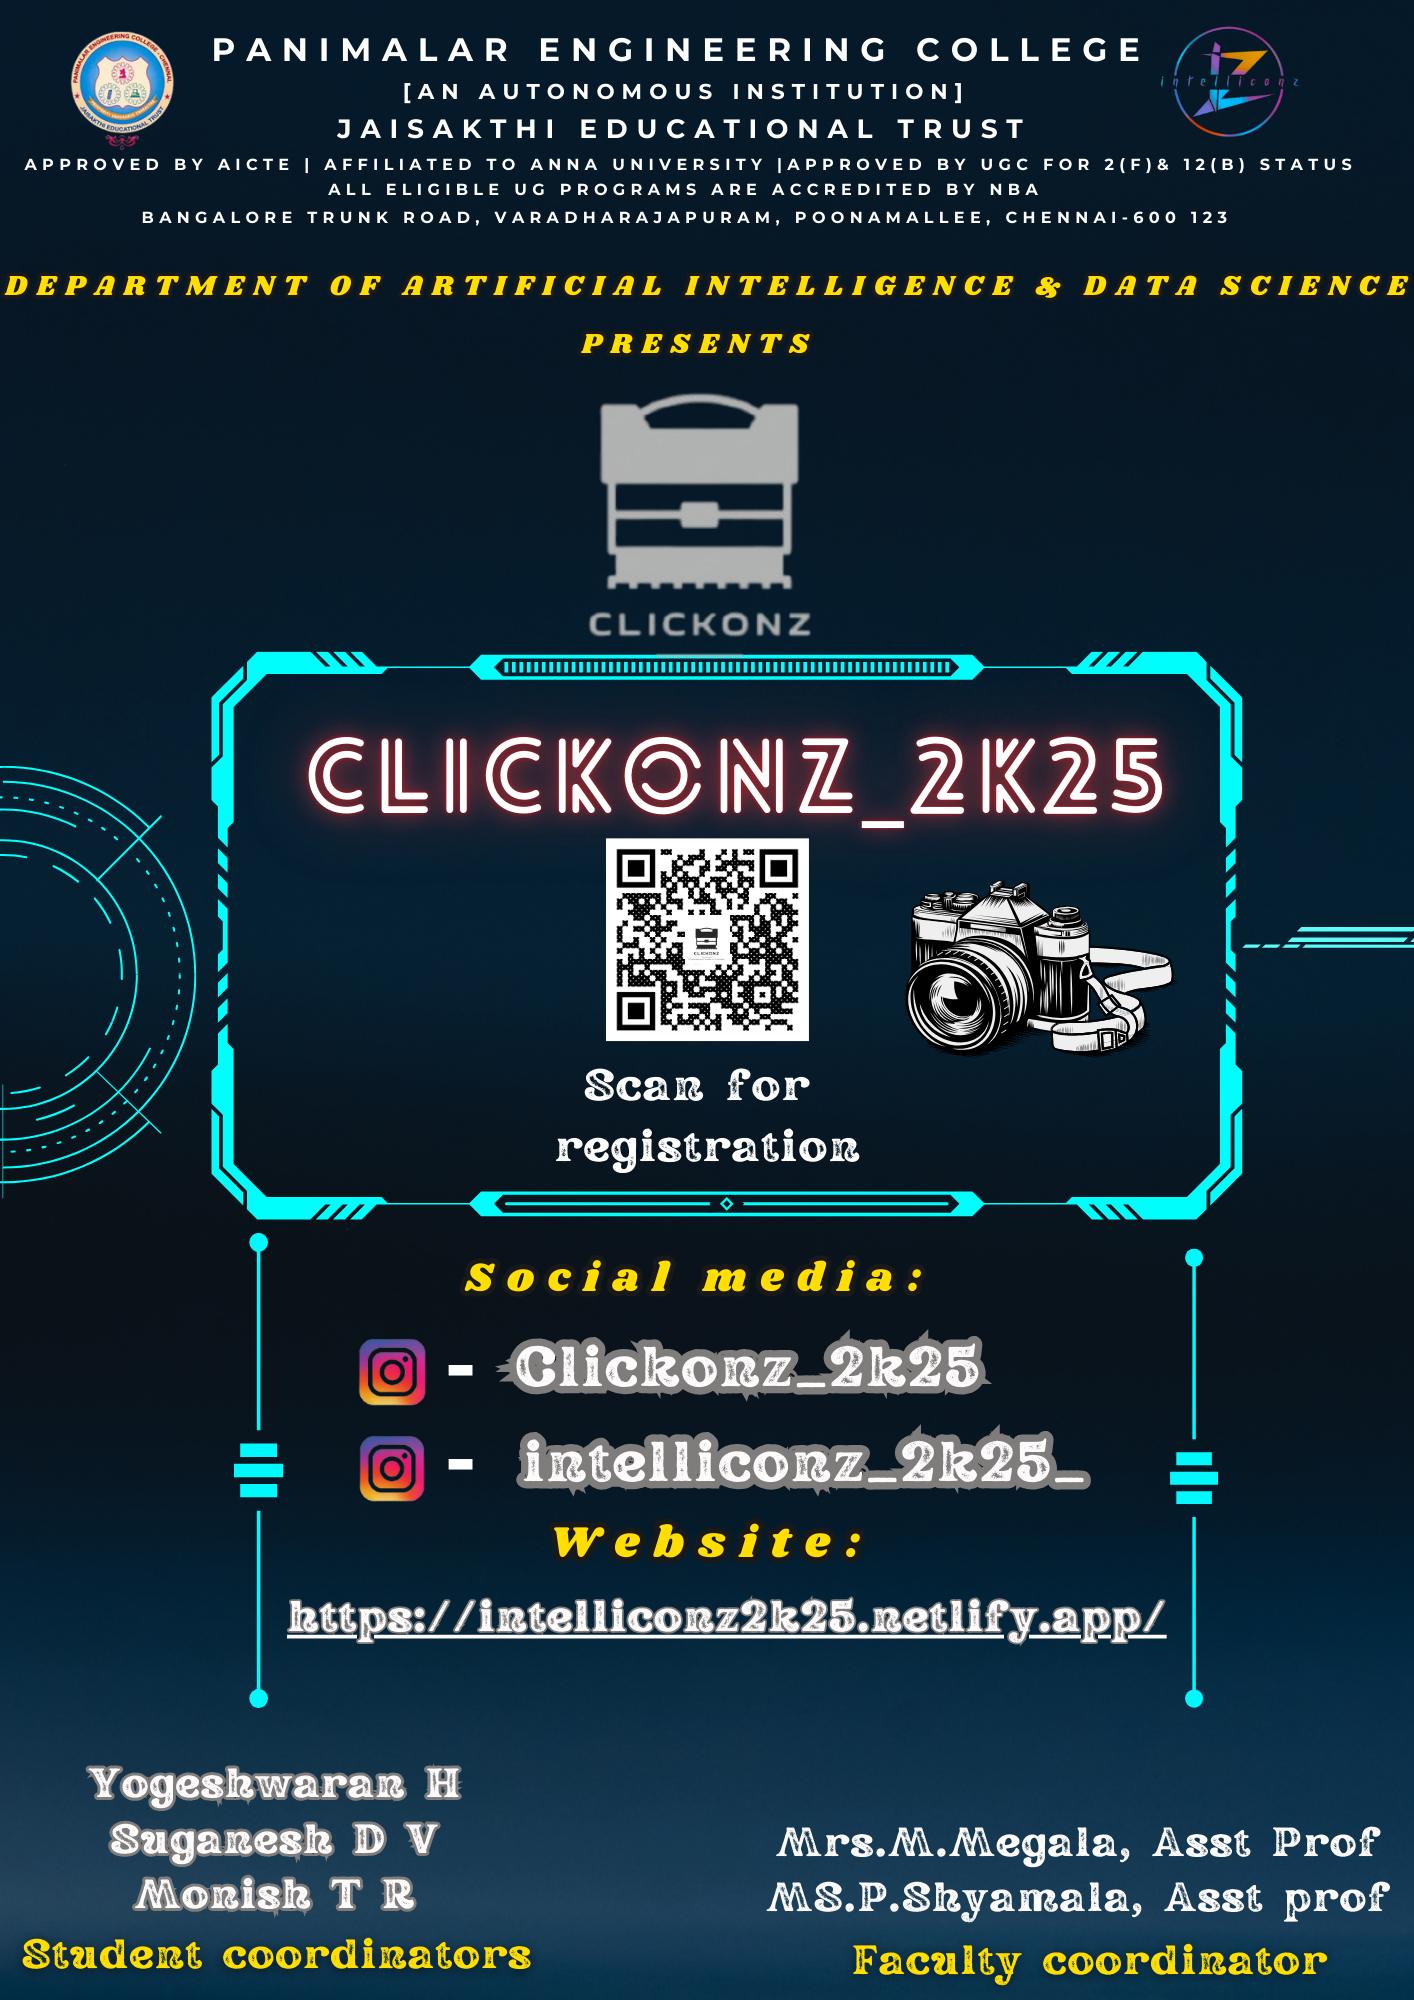 PANIMALAR ENGINEERING COLLEGE
[AN AUTONOMOUS INSTITUTION]
JAISAKTHI EDUCATIONAL TRUST
APPROVED BY AICTE | AFFILIATED TO ANNA UNIVERSITY |APPROVED BY UGC FOR 2(F)& 12(B) STATUS
ALL ELIGIBLE UG PROGRAMS ARE ACCREDITED BY NBA
BANGALORE TRUNK ROAD, VARADHARAJAPURAM, POONAMALLEE, CHENNAI-600 123
intelliconz
DEPARTMENT OF ARTIFICIAL INTELLIGENCE & DATA SCIENCE
PRESENTS
CLICKONZ
CLICKONZ_2K25
CLICKONZ
Scan for
registration
Social media:
- Clickonz_2k25
- intelliconz_2k25_
Website:
https://intelliconz2k25.netlify.app/
Yogeshwaran H
Suganesh D V
Monish T R
Student coordinators
Mrs.M.Megala, Asst Prof
MS.P.Shyamala, Asst prof
Faculty coordinator